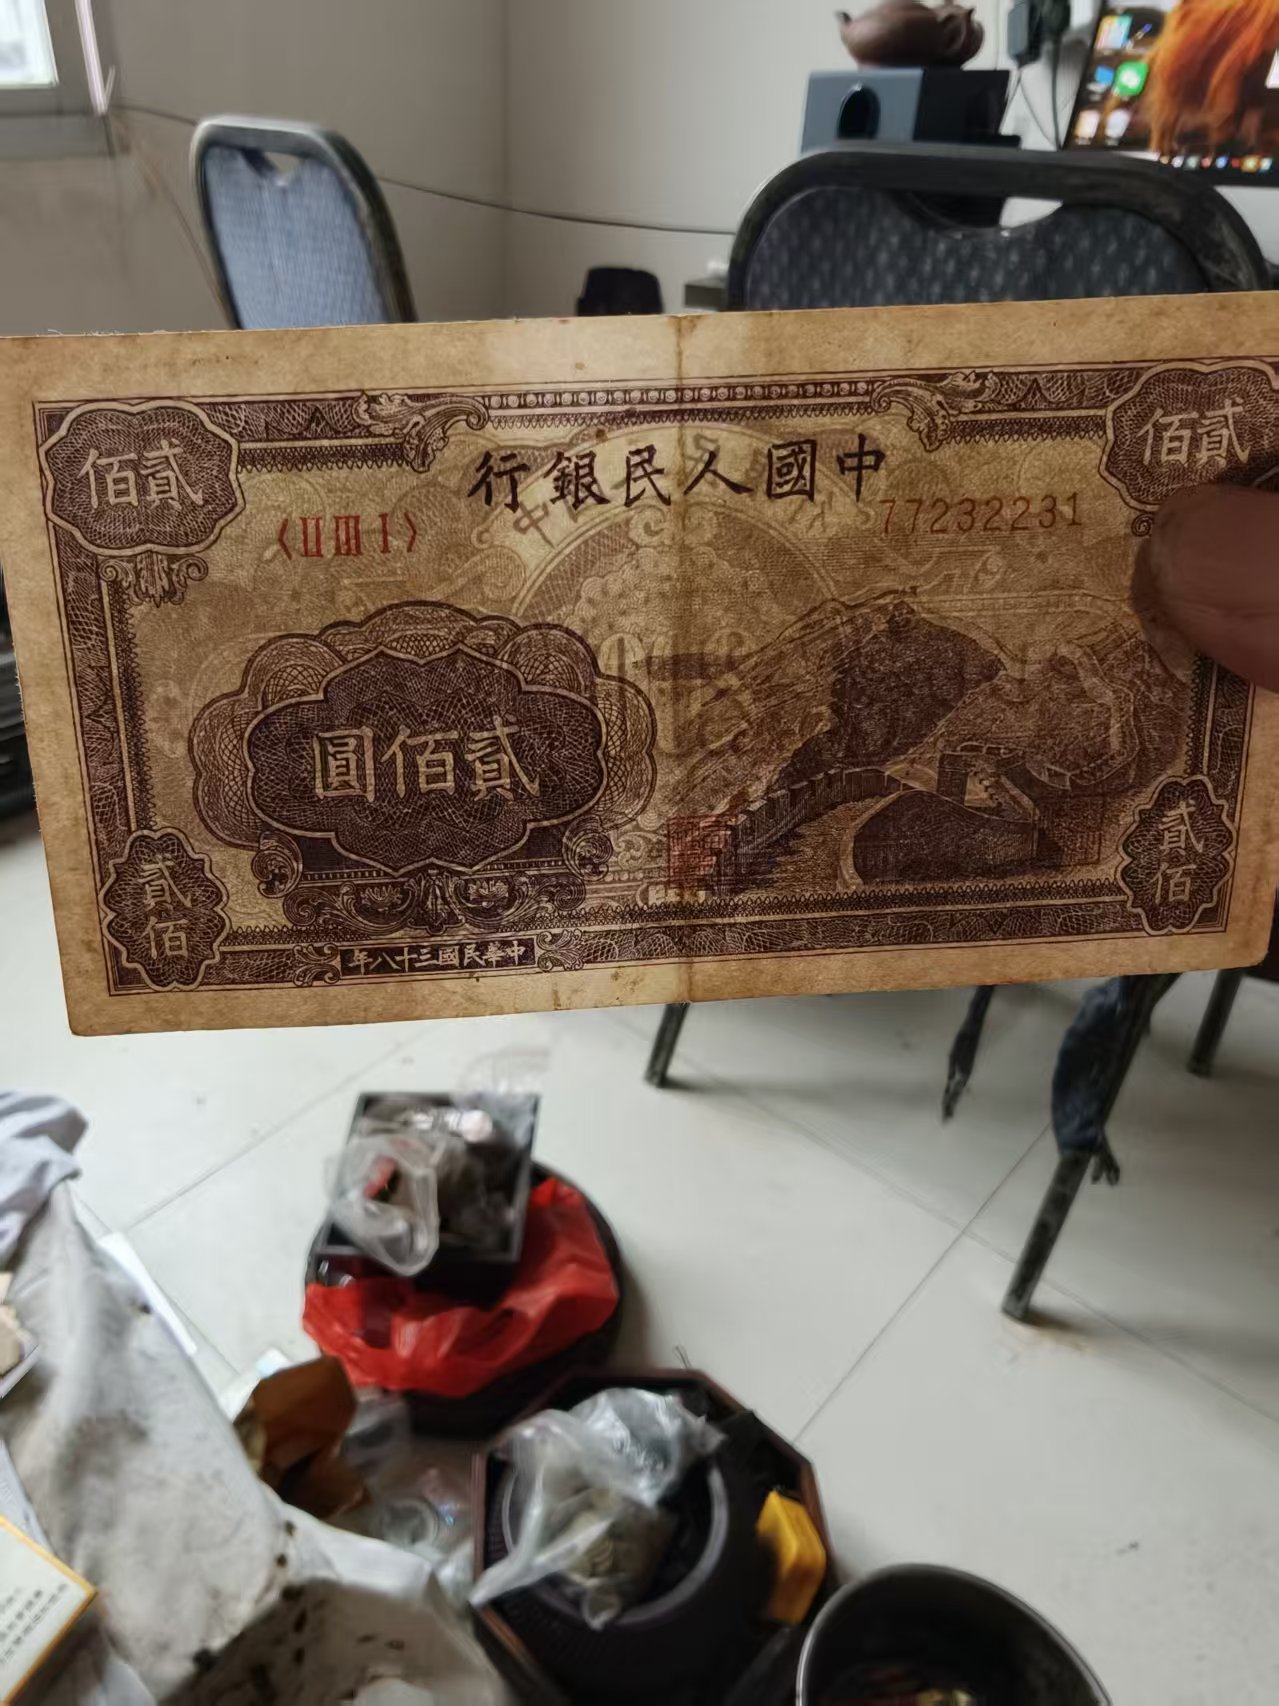 行銀民人國中
佰貳
佰貳
〈II III I〉
77232231
圓佰貳
貳佰
貳佰
年八十三國民華中